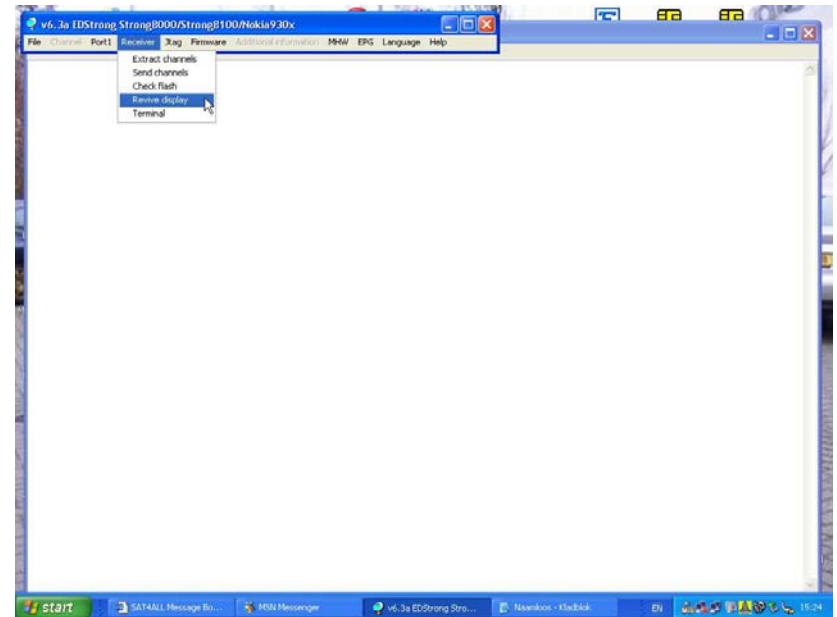 v6.3a EDStrong Strong8000/Strong8100/Nokia930x
File Channel Port1 Receiver Jtag Firmware Additional information MHW EPG Language Help
Extract channels
Send channels
Check flash
Revive display
Terminal
start
SAT4ALL Message Bo...
MSN Messenger
v6.3a EDStrong Stro...
Naamloos - Kladblok
EN
15:24